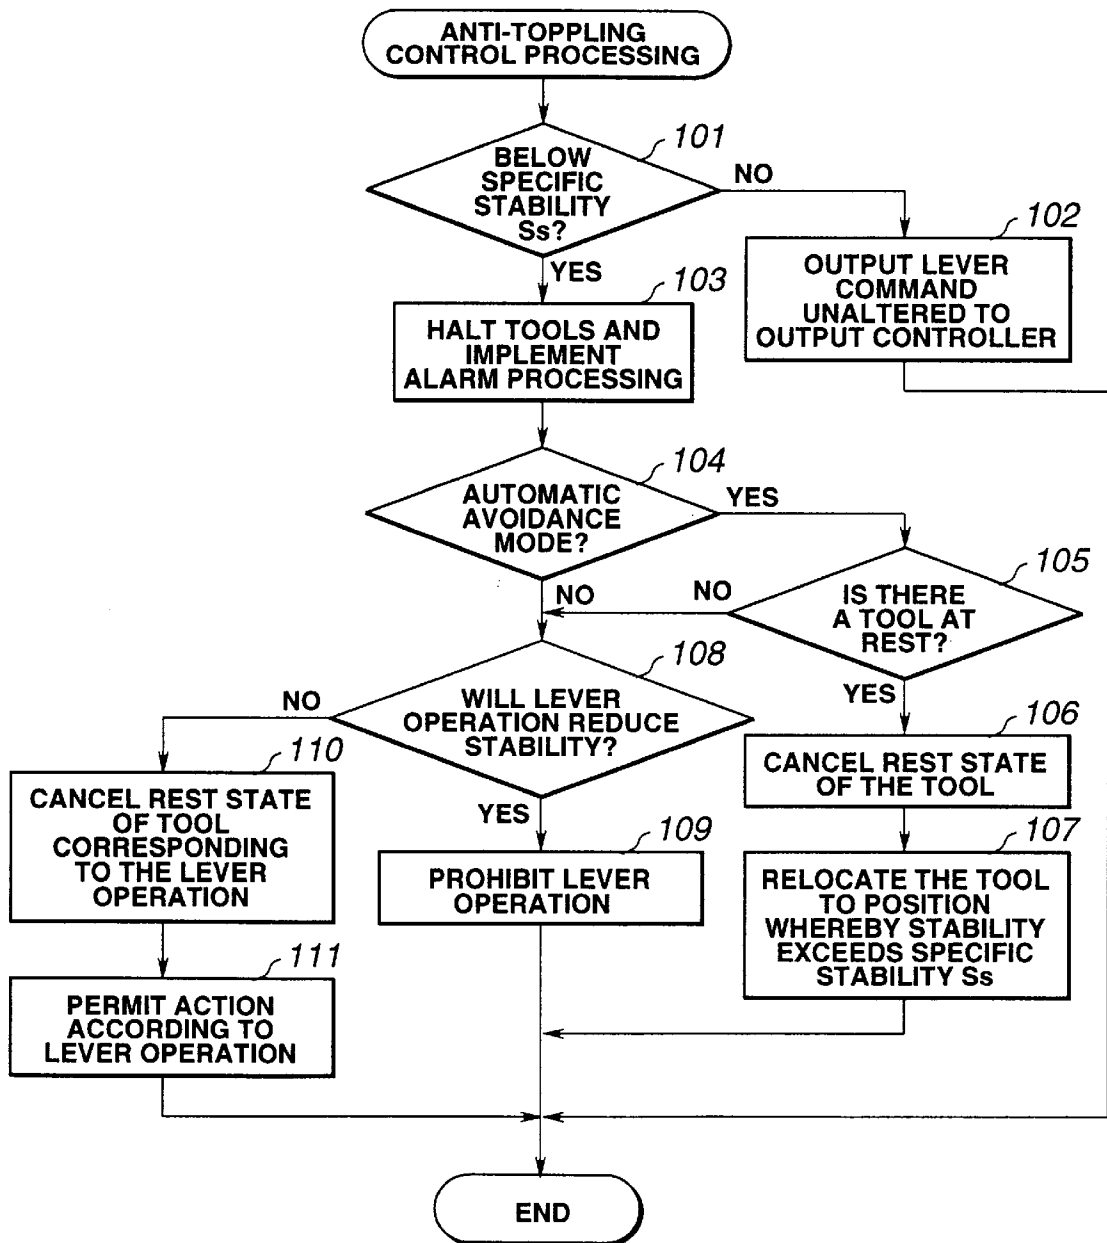 ANTI-TOPPLING
CONTROL PROCESSING
101
BELOW
SPECIFIC
STABILITY
Ss?
NO
YES
102
OUTPUT LEVER
COMMAND
UNALTERED TO
OUTPUT CONTROLLER
103
HALT TOOLS AND
IMPLEMENT
ALARM PROCESSING
104
AUTOMATIC
AVOIDANCE
MODE?
YES
NO
105
IS THERE
A TOOL AT
REST?
NO
YES
108
WILL LEVER
OPERATION REDUCE
STABILITY?
NO
YES
106
CANCEL REST STATE
OF THE TOOL
110
CANCEL REST STATE
OF TOOL
CORRESPONDING
TO THE LEVER
OPERATION
109
PROHIBIT LEVER
OPERATION
107
RELOCATE THE TOOL
TO POSITION
WHEREBY STABILITY
EXCEEDS SPECIFIC
STABILITY Ss
111
PERMIT ACTION
ACCORDING TO
LEVER OPERATION
END